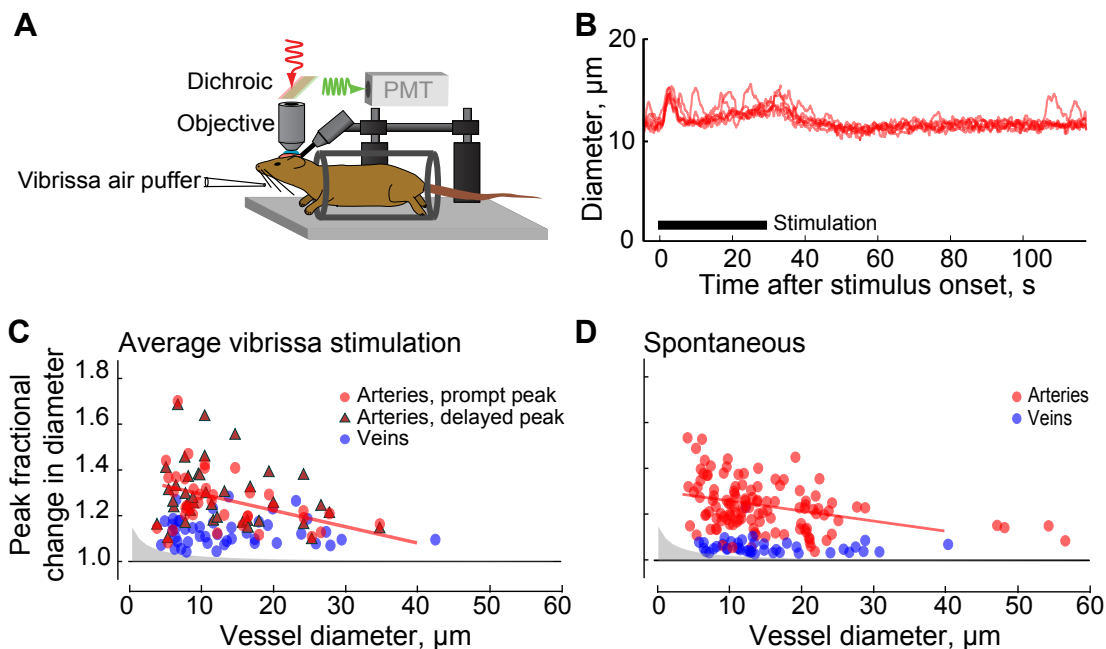 A
Dichroic
PMT
Objective
Vibrissa air puffer
B
Diameter, µm
20
10
0
Stimulation
0
20
40
60
80
100
Time after stimulus onset, s
C
Average vibrissa stimulation
Peak fractional
change in diameter
1.8
1.6
1.4
1.2
1.0
Arteries, prompt peak
Arteries, delayed peak
Veins
0
10
20
30
40
50
60
Vessel diameter, µm
D
Spontaneous
Arteries
Veins
0
10
20
30
40
50
60
Vessel diameter, µm